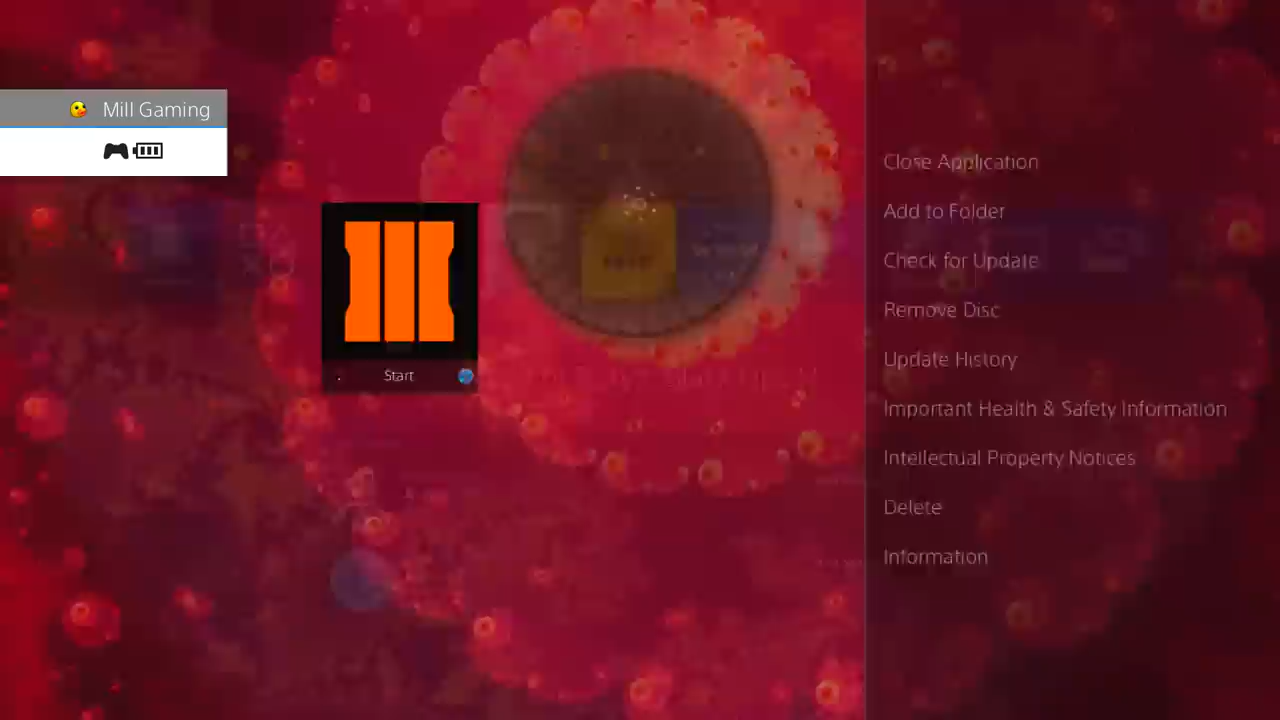 Mill Gaming
Start
Close Application
Add to Folder
Check for Update
Remove Disc
Update History
Important Health & Safety Information
Intellectual Property Notices
Delete
Information